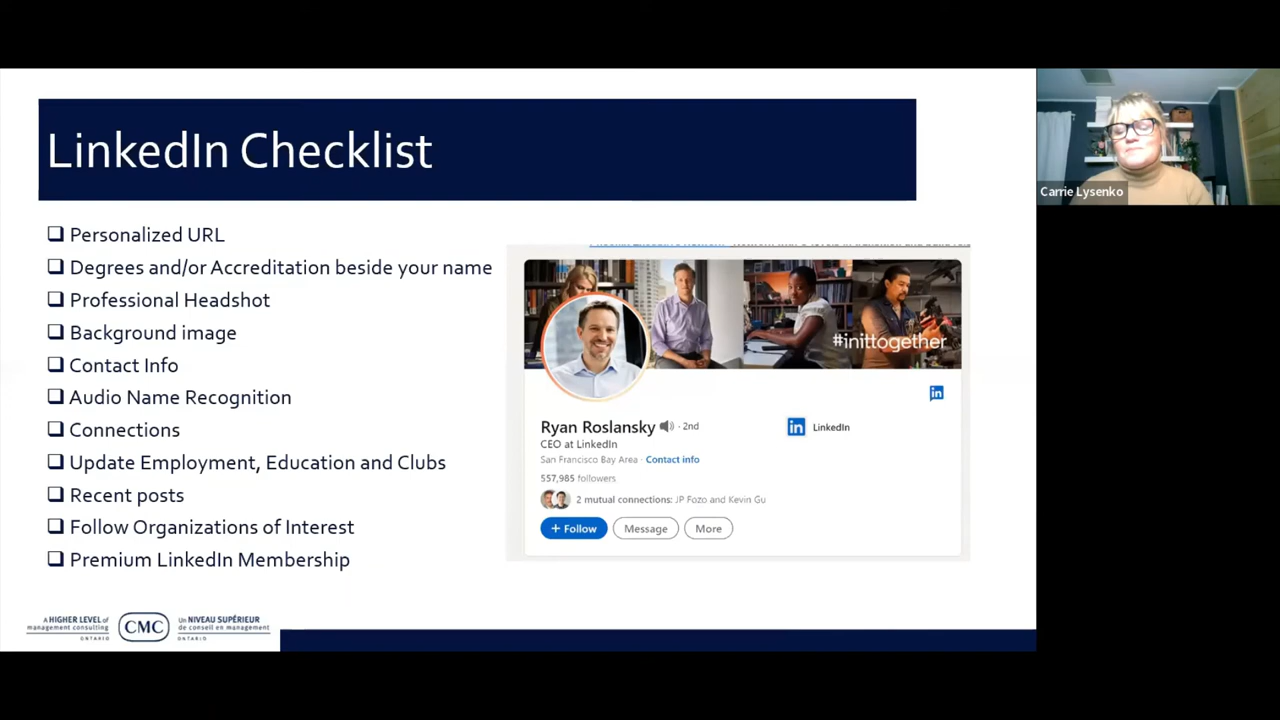 LinkedIn Checklist
Personalized URL
Degrees and/or Accreditation beside your name
Professional Headshot
Background image
Contact Info
Audio Name Recognition
Connections
Update Employment, Education and Clubs
Recent posts
Follow Organizations of Interest
Premium LinkedIn Membership
#inittogether
in
Ryan Roslansky · 2nd
CEO at LinkedIn
San Francisco Bay Area · Contact info
557,985 followers
2 mutual connections: JP Fozo and Kevin Gu
+ Follow
Message
More
in LinkedIn
A HIGHER LEVEL of
management consulting
ONTARIO
CMC
UN NIVEAU SUPÉRIEUR
de conseil en management
ONTARIO
Carrie Lysenko